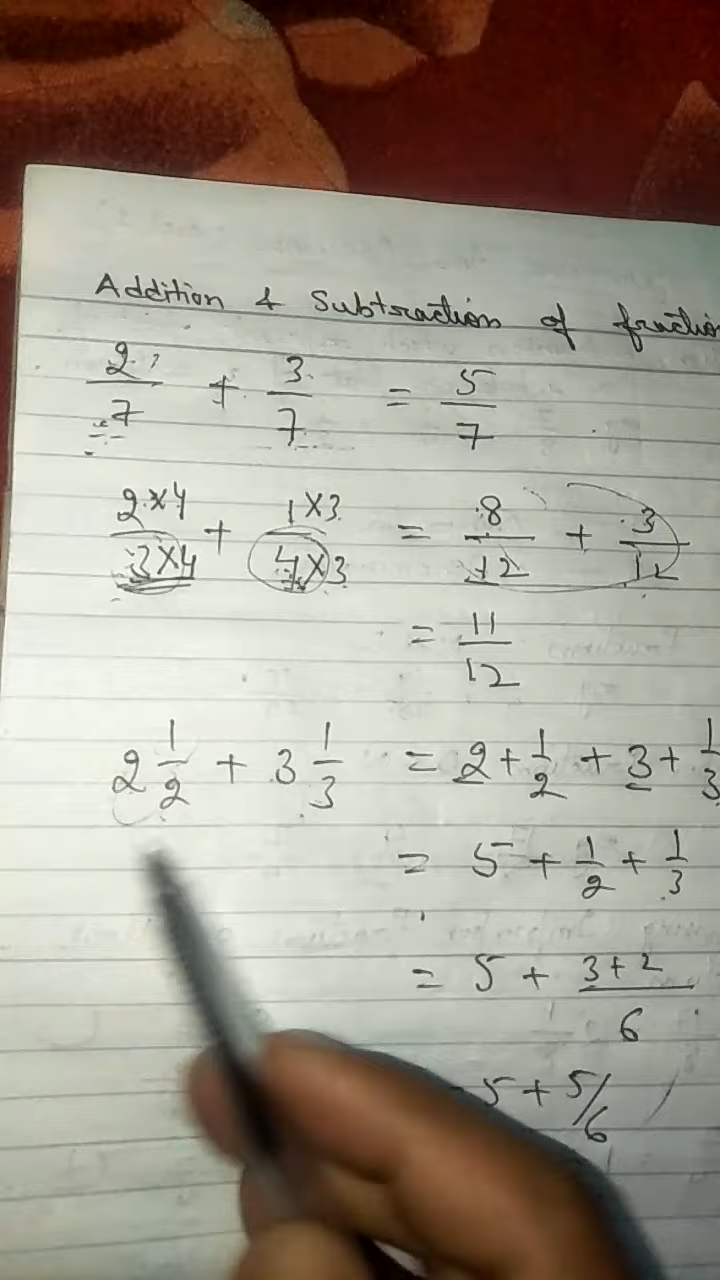 Addition & Subtraction of fractio
2/7 + 3/7 = 5/7
2×4/3×4 + 1×3/4×3 = 8/12 + 3/12
= 11/12
2 1/2 + 3 1/3 = 2 + 1/2 + 3 + 1/3
= 5 + 1/2 + 1/3
= 5 + 3+2/6
5 + 5/6